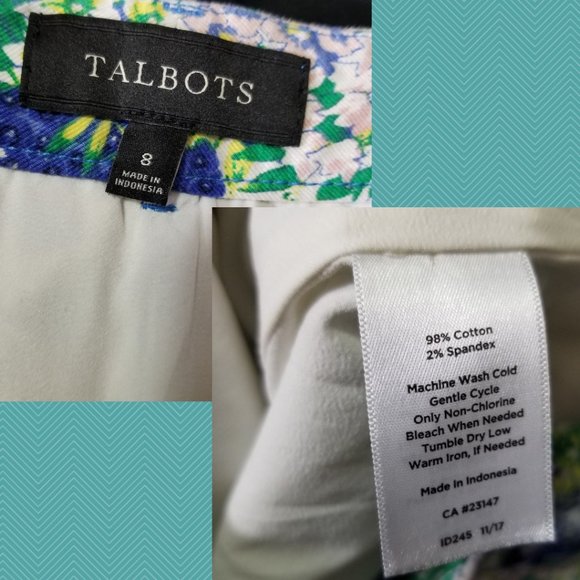 TALBOTS
8
MADE IN
INDONESIA
98% Cotton
2% Spandex
Machine Wash Cold
Gentle Cycle
Only Non-Chlorine
Bleach When Needed
Tumble Dry Low
Warm Iron, If Needed
Made In Indonesia
CA #23147
ID245 11/17